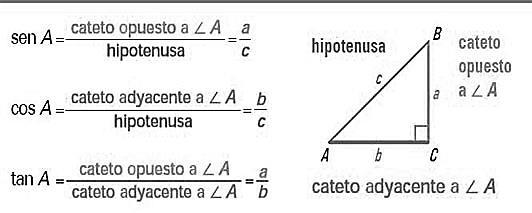 sen A = cateto opuesto a ∠ A / hipotenusa = a / c
cos A = cateto adyacente a ∠ A / hipotenusa = b / c
tan A = cateto opuesto a ∠ A / cateto adyacente a ∠ A = a / b
B
hipotenusa
cateto
opuesto
a ∠ A
c
a
A
b
C
cateto adyacente a ∠ A